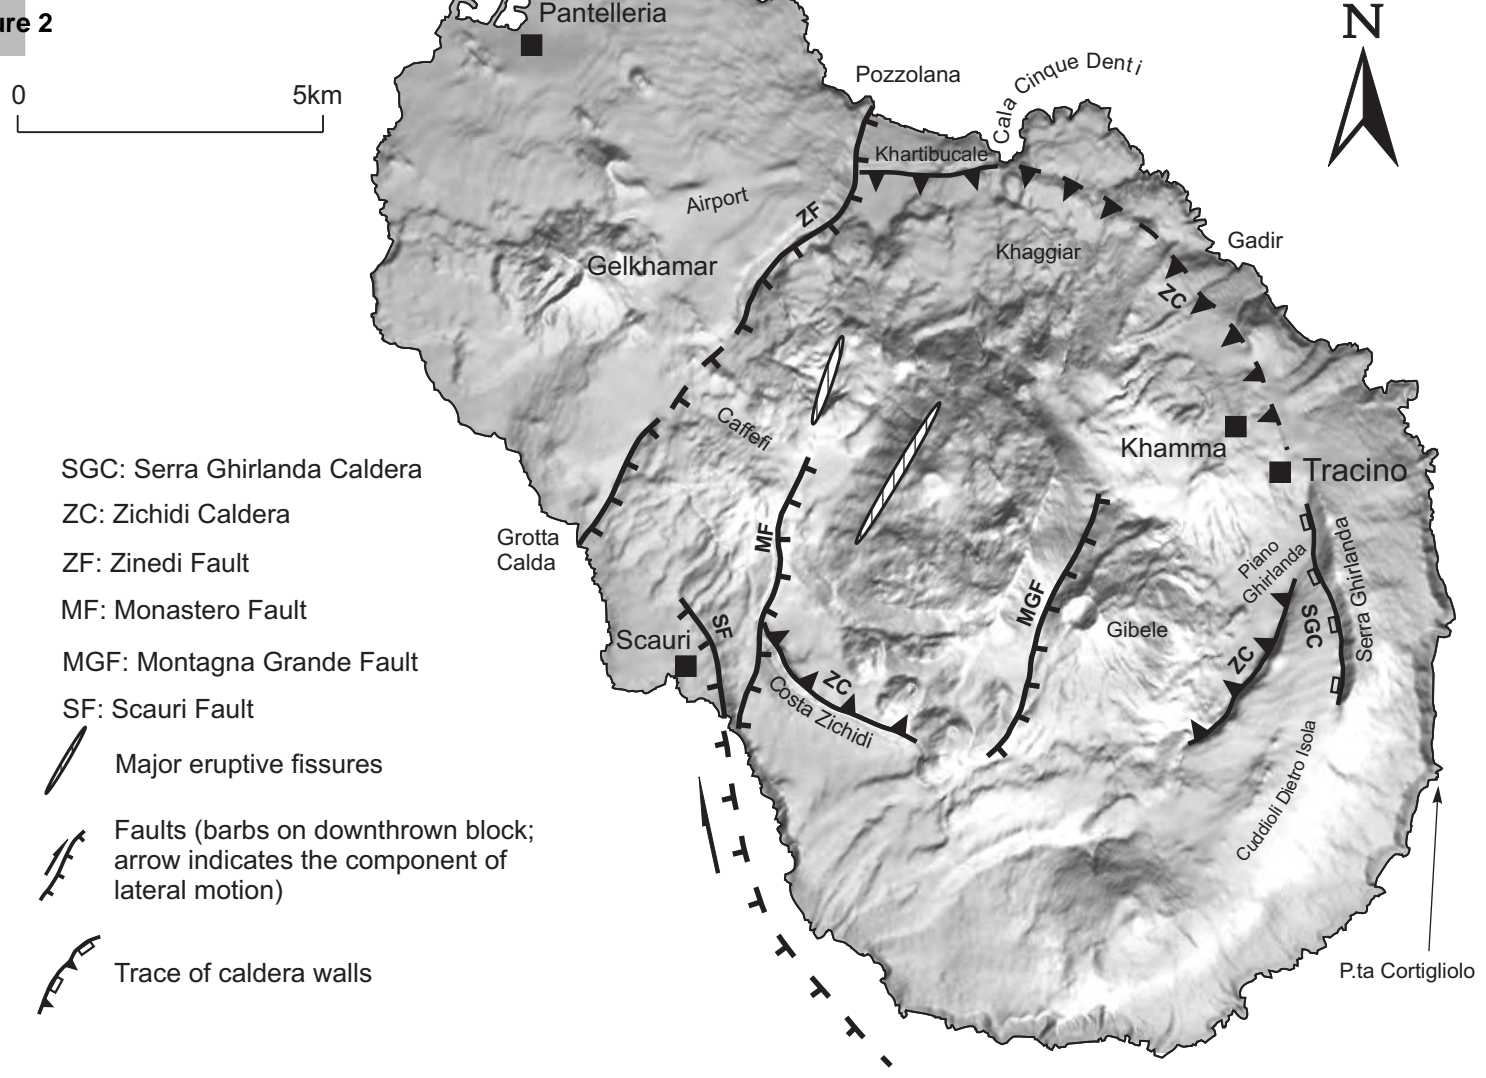 ure 2
Pantelleria
N
0 5km
Pozzolana
Cala Cinque Denti
Khartibucale
Airport
ZF
Khaggiar
Gadir
Gelkhamar
ZC
Caffefi
Khamma
Tracino
SGC: Serra Ghirlanda Caldera
ZC: Zichidi Caldera
ZF: Zinedi Fault
MF: Monastero Fault
MGF: Montagna Grande Fault
SF: Scauri Fault
Major eruptive fissures
Faults (barbs on downthrown block;
arrow indicates the component of
lateral motion)
Trace of caldera walls
Grotta
Calda
MF
Piano
Ghirlanda
Serra Ghirlanda
MGF
SGC
Scauri
SF
Gibele
ZC
ZC
Costa Zichidi
Cuddioli Dietro Isola
P.ta Cortigliolo